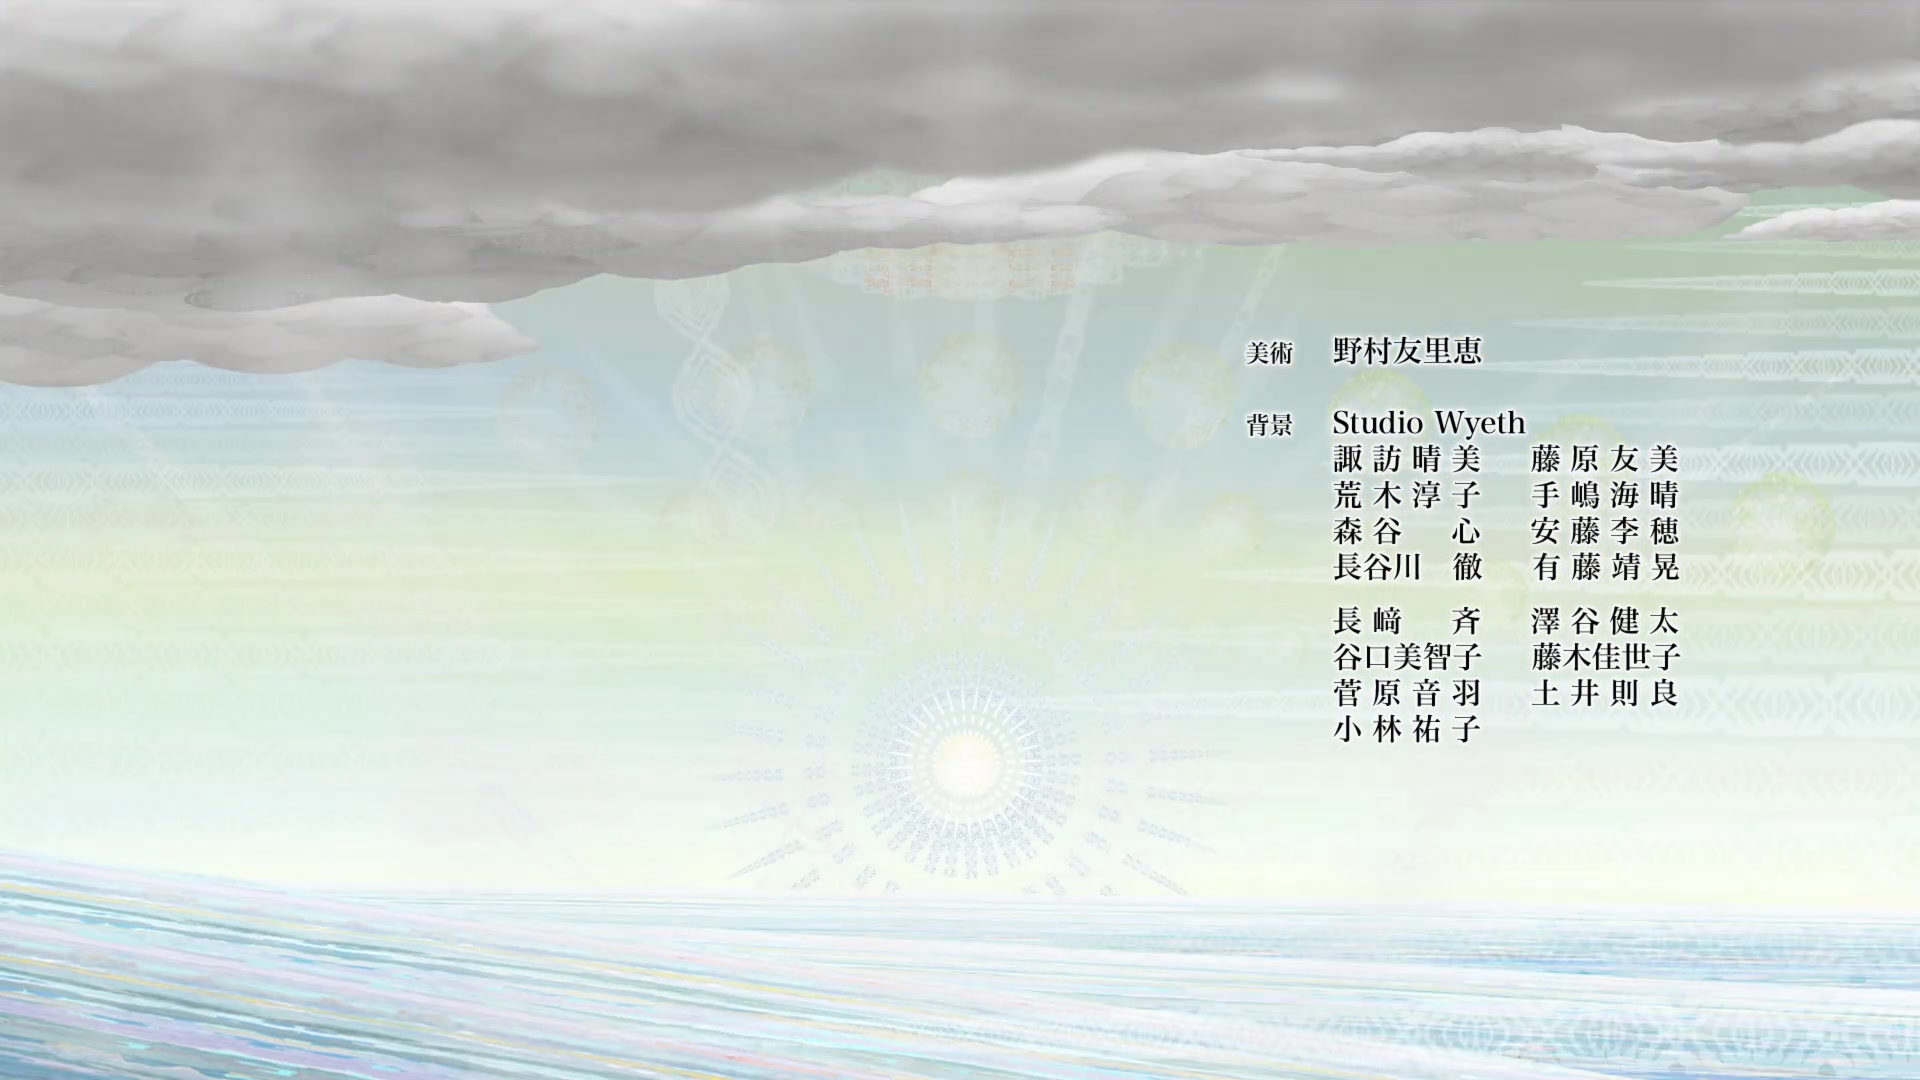 美術 野村友里恵
背景 Studio Wyeth
諏訪晴美 藤原友美
荒木淳子 手嶋海晴
森谷 心 安藤李穂
長谷川 徹 有藤靖晃
長﨑 斉 澤谷健太
谷口美智子 藤木佳世子
菅原音羽 土井則良
小林祐子